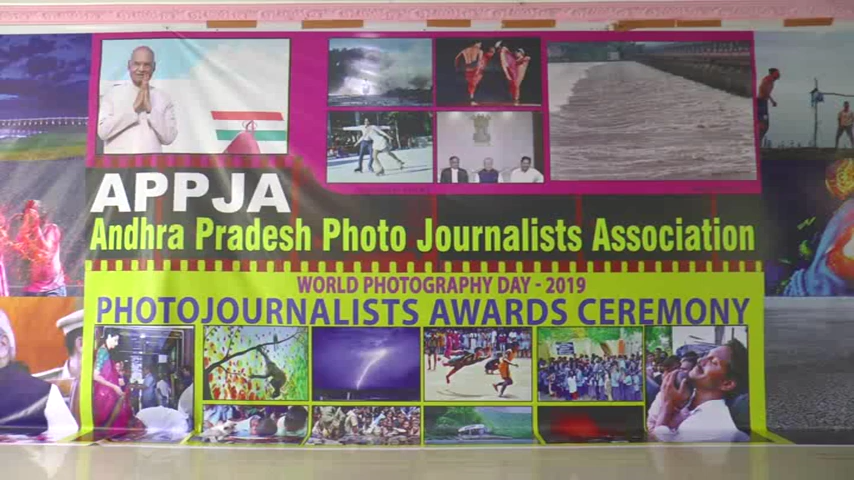 APPJA
Andhra Pradesh Photo Journalists Association
WORLD PHOTOGRAPHY DAY - 2019
PHOTOJOURNALISTS AWARDS CEREMONY